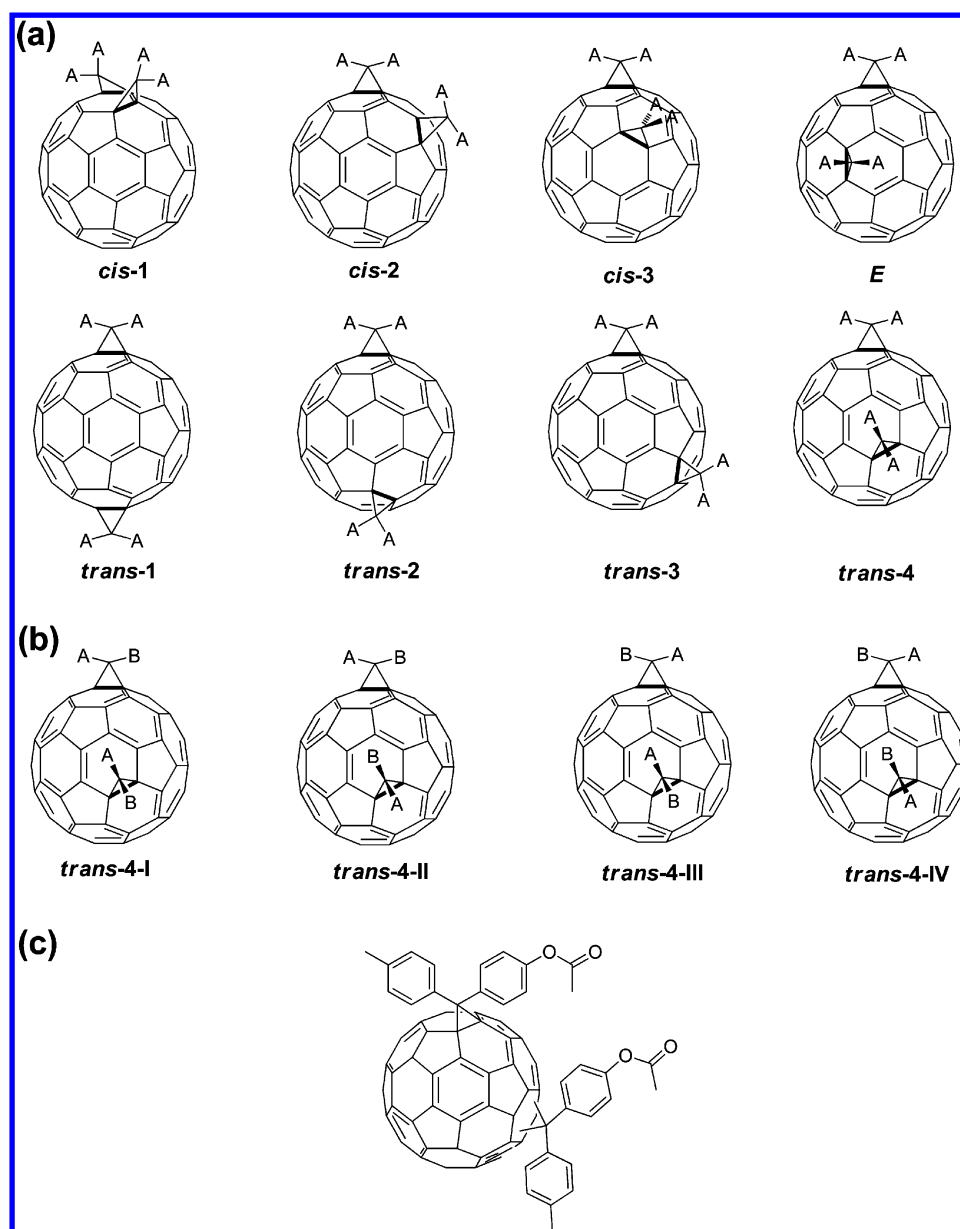 (a)
A A A A
A A A A
A A A A
A A A A
cis-1 cis-2 cis-3 E
A A A A A A A A
A A
A A A A A A
trans-1 trans-2 trans-3 trans-4
(b)
A B A B B A B A
A B A B
B A B A
trans-4-I trans-4-II trans-4-III trans-4-IV
(c)
O O
O O